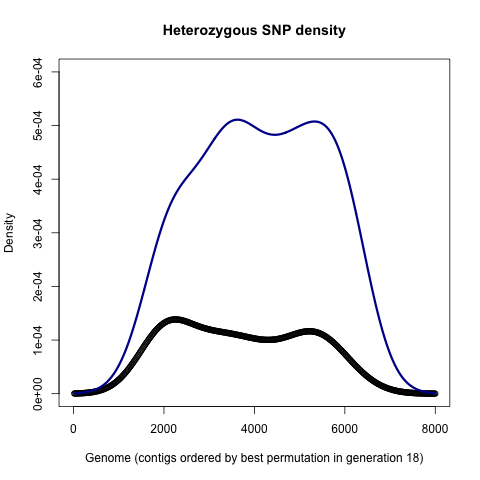 Heterozygous SNP density
Density
6e-04
5e-04
4e-04
3e-04
2e-04
1e-04
0e+00
0 2000 4000 6000 8000
Genome (contigs ordered by best permutation in generation 18)